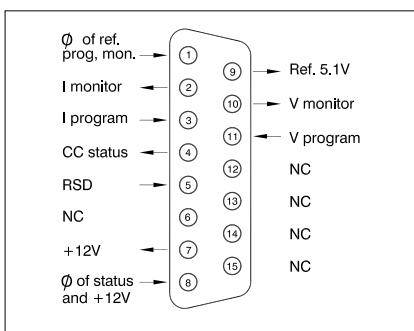 Ø of ref.
prog, mon.
1
9
Ref. 5.1V
I monitor
2
10
V monitor
I program
3
11
V program
CC status
4
12
NC
RSD
5
13
NC
NC
6
14
NC
+12V
7
15
NC
Ø of status
and +12V
8